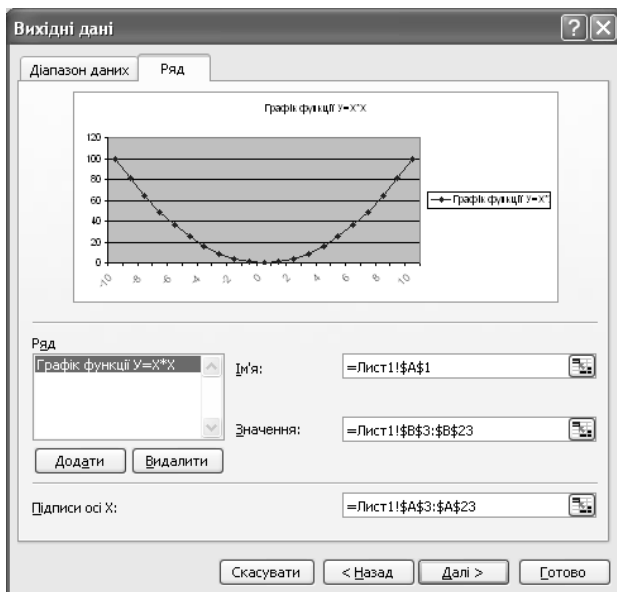 Вихідні дані
Діапазон даних
Ряд
Графік функції У=Х*Х
120
100
80
60
40
20
0
-10
-8
-6
-4
-2
0
2
4
6
8
10
Графік функції У=Х*
Ряд
Графік функції У=Х*Х
Ім'я:
=Лист1!$A$1
Значення:
=Лист1!$B$3:$B$23
Додати
Видалити
Підписи осі X:
=Лист1!$A$3:$A$23
Скасувати
< Назад
Далі >
Готово